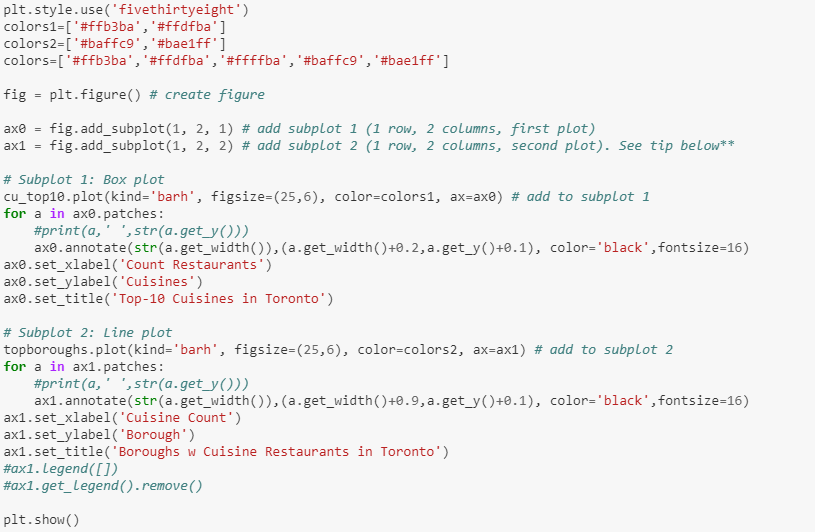 plt.style.use('fivethirtyeight')
colors1=['#ffb3ba','#ffdfba']
colors2=['#baffc9','#bae1ff']
colors=['#ffb3ba','#ffdfba','#ffffba','#baffc9','#bae1ff']
fig = plt.figure() # create figure
ax0 = fig.add_subplot(1, 2, 1) # add subplot 1 (1 row, 2 columns, first plot)
ax1 = fig.add_subplot(1, 2, 2) # add subplot 2 (1 row, 2 columns, second plot). See tip below**
# Subplot 1: Box plot
cu_top10.plot(kind='barh', figsize=(25,6), color=colors1, ax=ax0) # add to subplot 1
for a in ax0.patches:
    #print(a,' ',str(a.get_y()))
    ax0.annotate(str(a.get_width()),(a.get_width()+0.2,a.get_y()+0.1), color='black',fontsize=16)
ax0.set_xlabel('Count Restaurants')
ax0.set_ylabel('Cuisines')
ax0.set_title('Top-10 Cuisines in Toronto')
# Subplot 2: Line plot
topboroughs.plot(kind='barh', figsize=(25,6), color=colors2, ax=ax1) # add to subplot 2
for a in ax1.patches:
    #print(a,' ',str(a.get_y()))
    ax1.annotate(str(a.get_width()),(a.get_width()+0.9,a.get_y()+0.1), color='black',fontsize=16)
ax1.set_xlabel('Cuisine Count')
ax1.set_ylabel('Borough')
ax1.set_title('Boroughs w Cuisine Restaurants in Toronto')
#ax1.legend([])
#ax1.get_legend().remove()
plt.show()